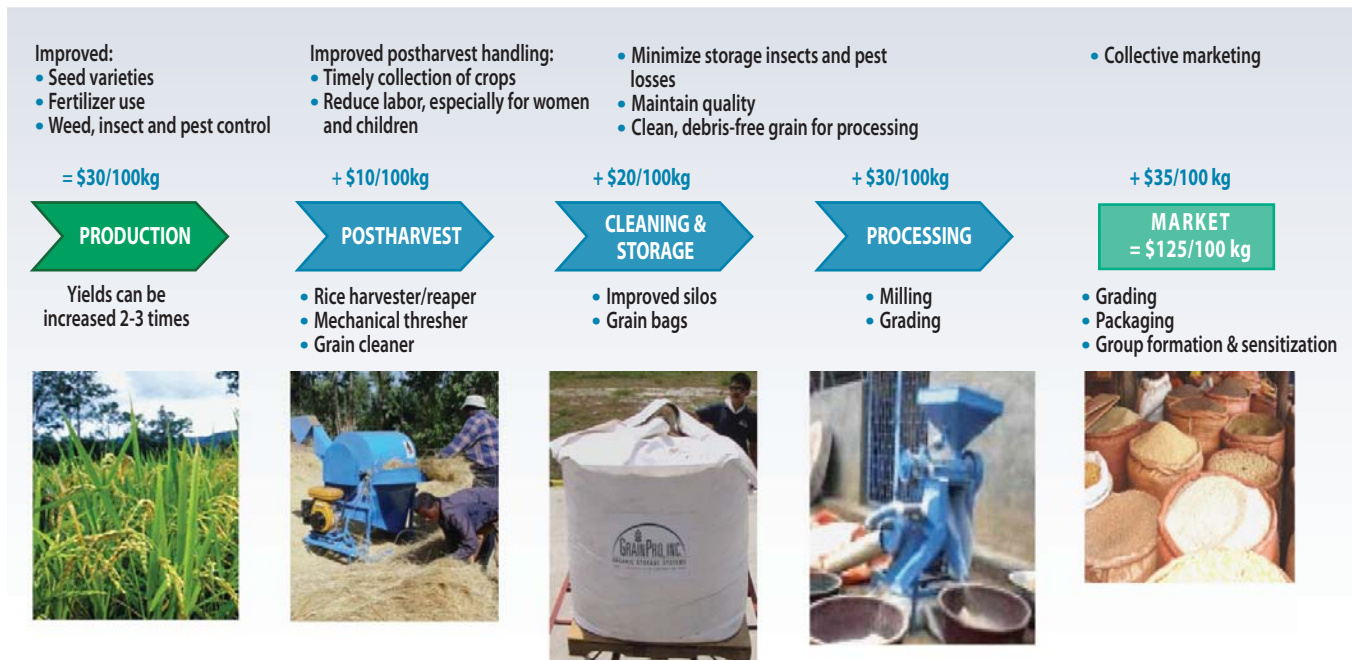 Improved:
• Seed varieties
• Fertilizer use
• Weed, insect and pest control
Improved postharvest handling:
• Timely collection of crops
• Reduce labor, especially for women
and children
• Minimize storage insects and pest
losses
• Maintain quality
• Clean, debris-free grain for processing
• Collective marketing
= $30/100kg
+ $10/100kg
+ $20/100kg
+ $30/100kg
+ $35/100 kg
PRODUCTION
POSTHARVEST
CLEANING &
STORAGE
PROCESSING
MARKET
= $125/100 kg
Yields can be
increased 2-3 times
• Rice harvester/reaper
• Mechanical thresher
• Grain cleaner
• Improved silos
• Grain bags
• Milling
• Grading
• Grading
• Packaging
• Group formation & sensitization
GRAINPRO, INC.
ORGANIC STORAGE SYSTEMS